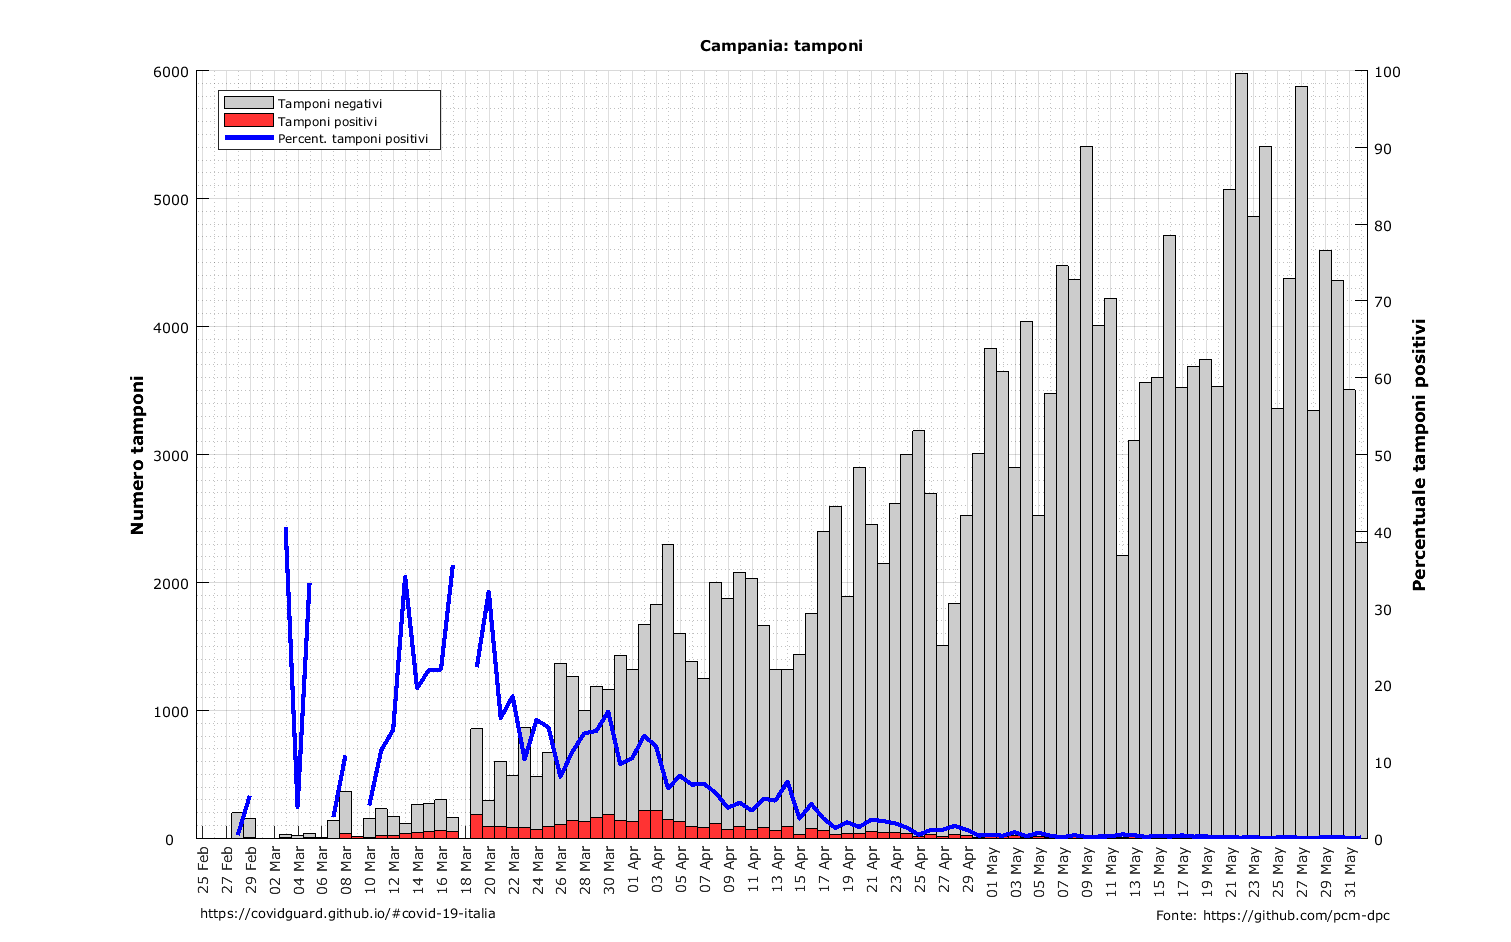 Campania: tamponi
Tamponi negativi
Tamponi positivi
Percent. tamponi positivi
Numero tamponi
6000
5000
4000
3000
2000
1000
0
Percentuale tamponi positivi
100
90
80
70
60
50
40
30
20
10
0
25 Feb
27 Feb
29 Feb
02 Mar
04 Mar
06 Mar
08 Mar
10 Mar
12 Mar
14 Mar
16 Mar
18 Mar
20 Mar
22 Mar
24 Mar
26 Mar
28 Mar
30 Mar
01 Apr
03 Apr
05 Apr
07 Apr
09 Apr
11 Apr
13 Apr
15 Apr
17 Apr
19 Apr
21 Apr
23 Apr
25 Apr
27 Apr
29 Apr
01 May
03 May
05 May
07 May
09 May
11 May
13 May
15 May
17 May
19 May
21 May
23 May
25 May
27 May
29 May
31 May
https://covidguard.github.io/#covid-19-italia
Fonte: https://github.com/pcm-dpc